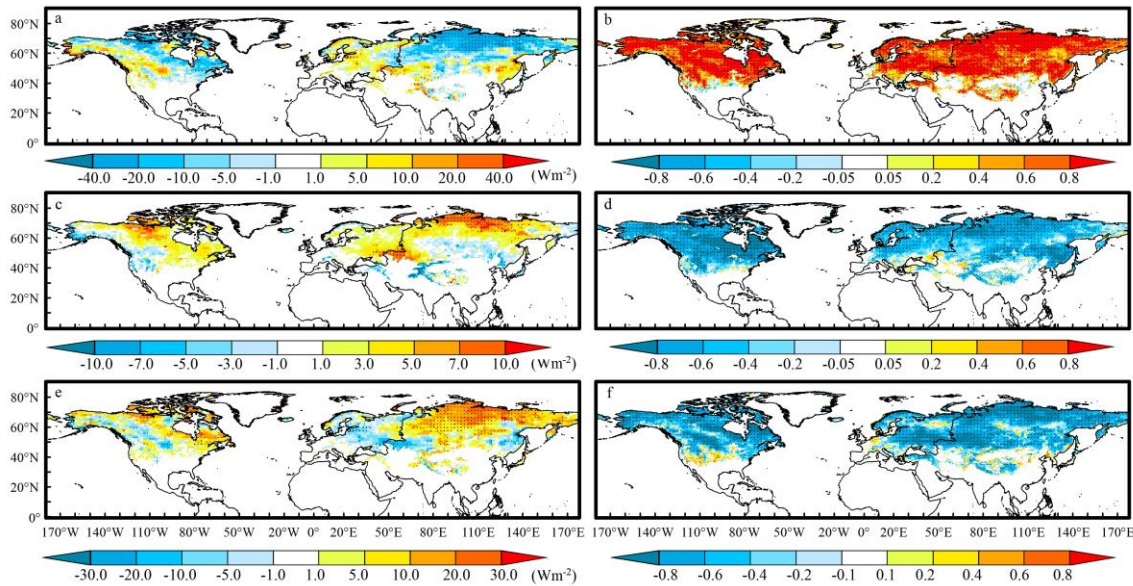 a b
80°N
60°N
40°N
20°N
0°
-40.0 -20.0 -10.0 -5.0 -1.0 1.0 5.0 10.0 20.0 40.0 (Wm⁻²)
-0.8 -0.6 -0.4 -0.2 -0.05 0.05 0.2 0.4 0.6 0.8
c d
80°N
60°N
40°N
20°N
0°
-10.0 -7.0 -5.0 -3.0 -1.0 1.0 3.0 5.0 7.0 10.0 (Wm⁻²)
-0.8 -0.6 -0.4 -0.2 -0.05 0.05 0.2 0.4 0.6 0.8
e f
80°N
60°N
40°N
20°N
0°
170°W 140°W 110°W 80°W 50°W 20°W 0° 20°E 50°E 80°E 110°E 140°E 170°E
170°W 140°W 110°W 80°W 50°W 20°W 0° 20°E 50°E 80°E 110°E 140°E 170°E
-30.0 -20.0 -10.0 -5.0 -1.0 1.0 5.0 10.0 20.0 30.0 (Wm⁻²)
-0.8 -0.6 -0.4 -0.2 -0.1 0.1 0.2 0.4 0.6 0.8